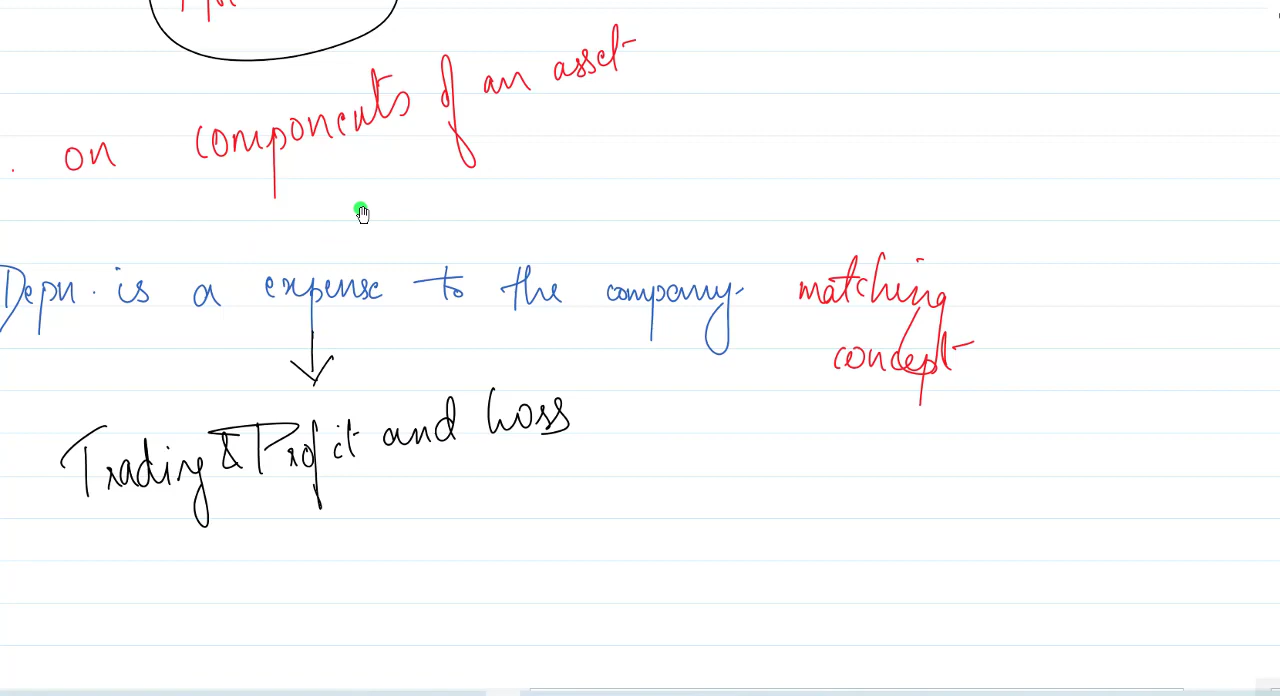 on components of an asset
Depn. is a expense to the company. matching
concept
Trading & Profit and Loss